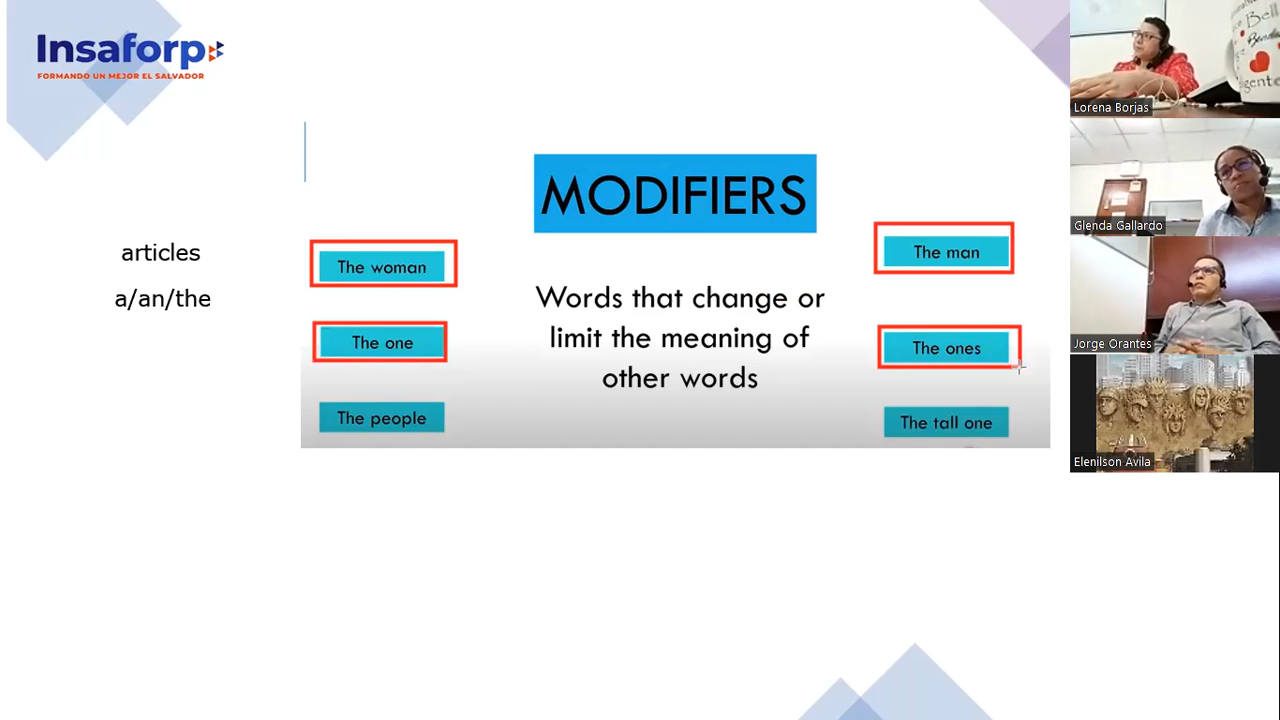 Insaforp
FORMANDO UN MEJOR EL SALVADOR
articles
a/an/the
MODIFIERS
The woman
The one
The people
Words that change or
limit the meaning of
other words
The man
The ones
The tall one
Bell
Lorena Borjas
Glenda Gallardo
Jorge Orantes
Elenilson Avila